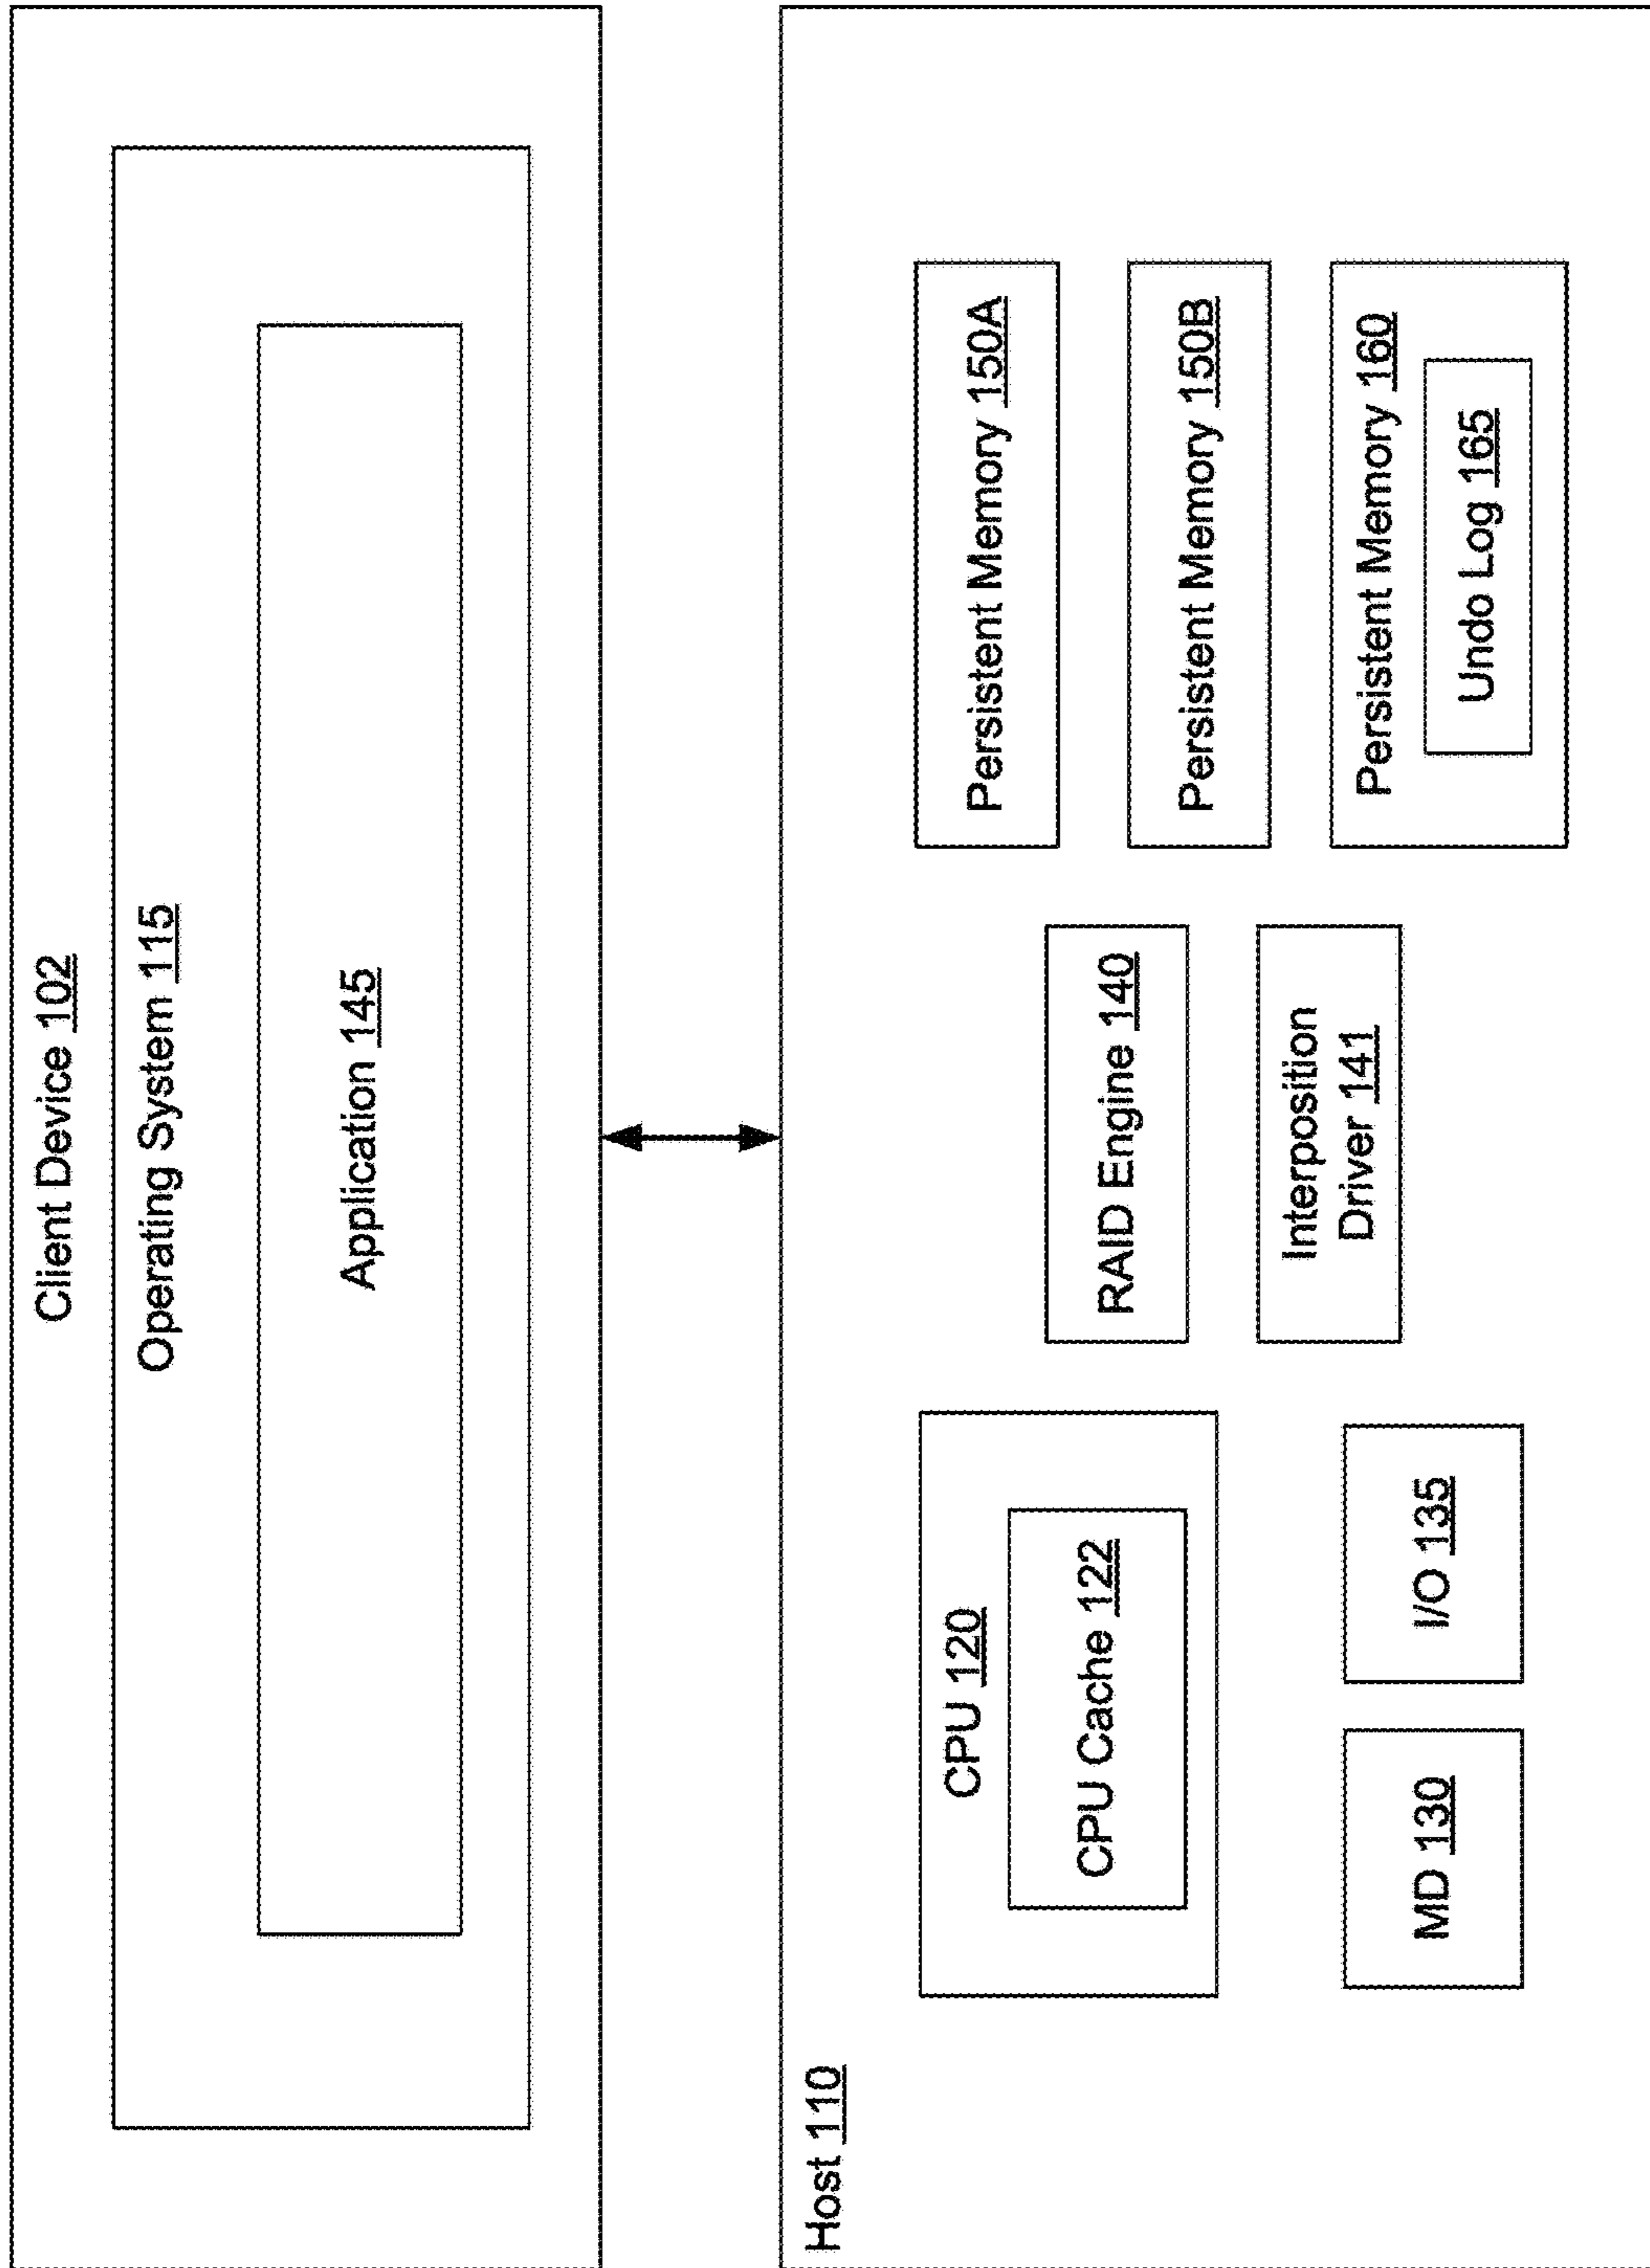 Client Device 102
Operating System 115
Application 145
Host 110
CPU 120
CPU Cache 122
MD 130
I/O 135
RAID Engine 140
Interposition
Driver 141
Persistent Memory 150A
Persistent Memory 150B
Persistent Memory 160
Undo Log 165